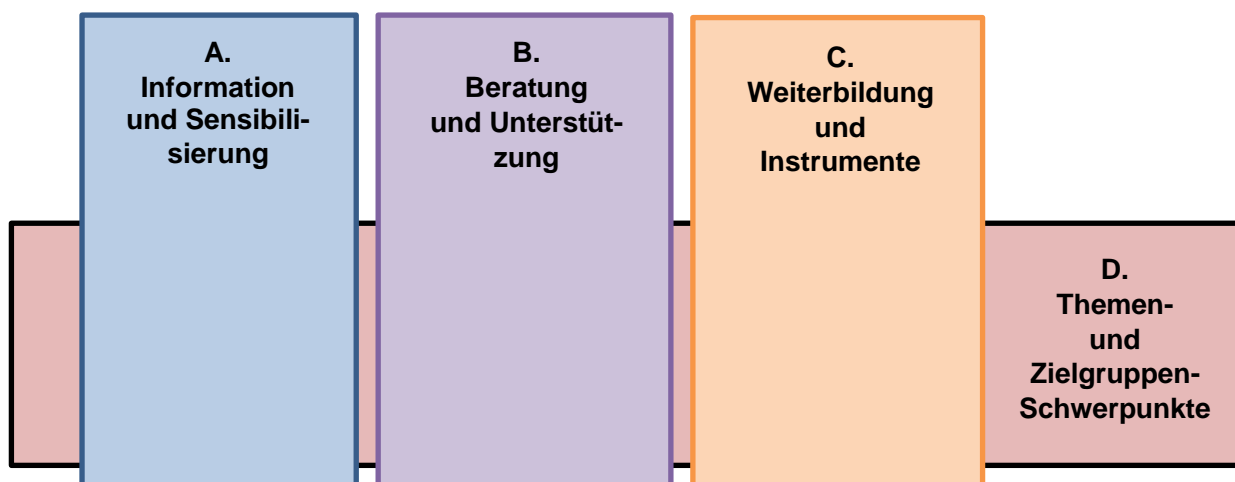 A.
Information
und Sensibili-
sierung
B.
Beratung
und Unterstüt-
zung
C.
Weiterbildung
und
Instrumente
D.
Themen-
und
Zielgruppen-
Schwerpunkte